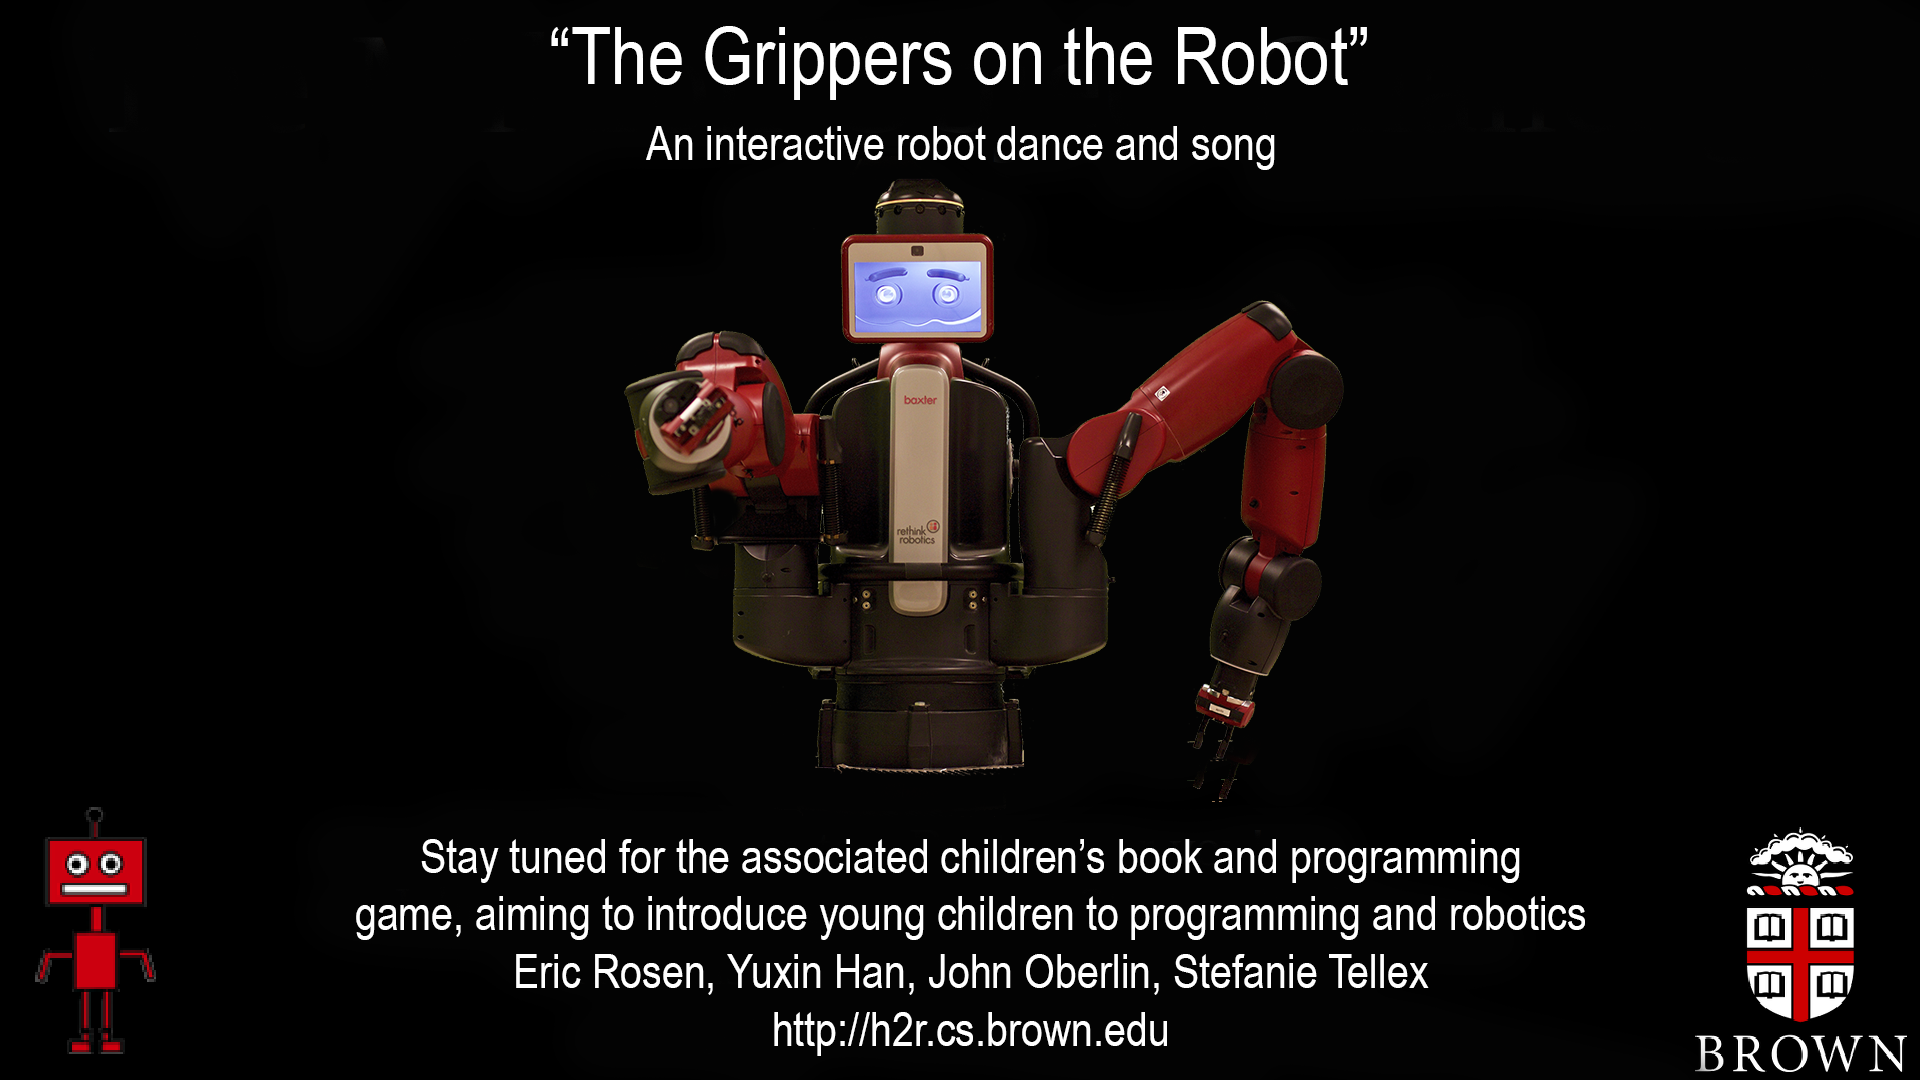 “The Grippers on the Robot”
An interactive robot dance and song
baxter
rethink
robotics
Stay tuned for the associated children’s book and programming
game, aiming to introduce young children to programming and robotics
Eric Rosen, Yuxin Han, John Oberlin, Stefanie Tellex
http://h2r.cs.brown.edu
BROWN